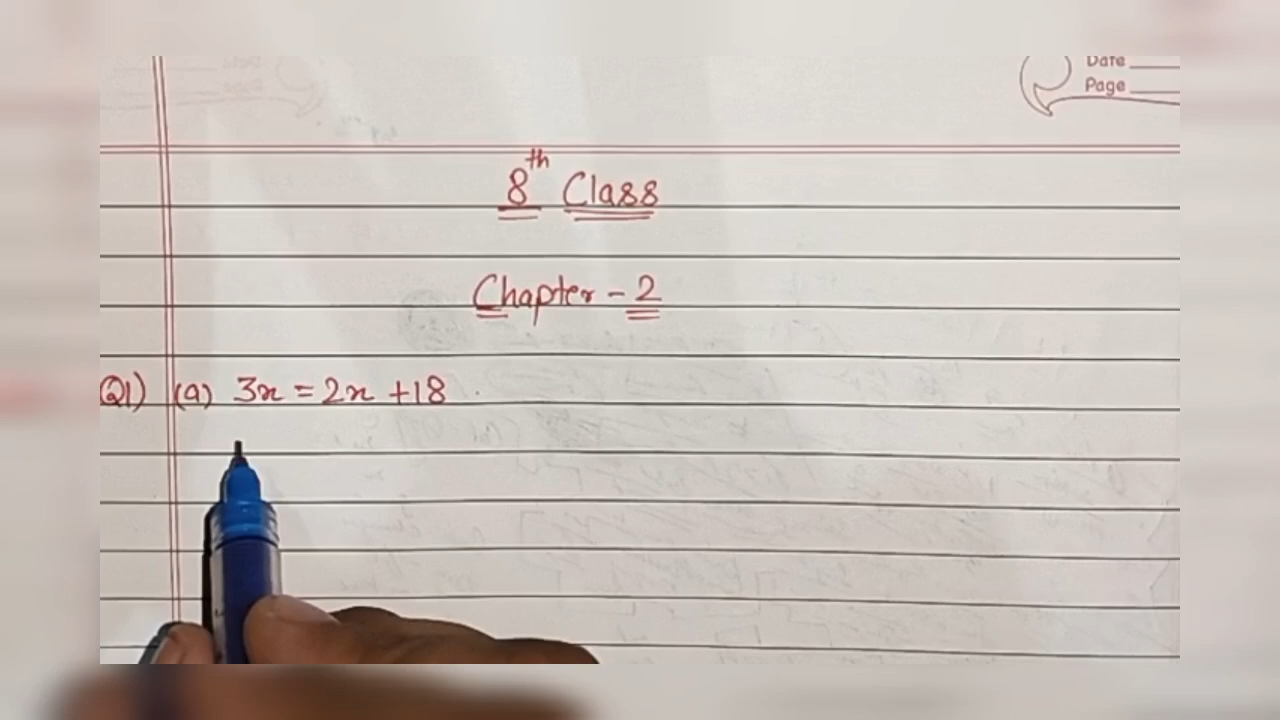 Date
Page
8th Class
Chapter - 2
Q1) (a) 3x = 2x + 18